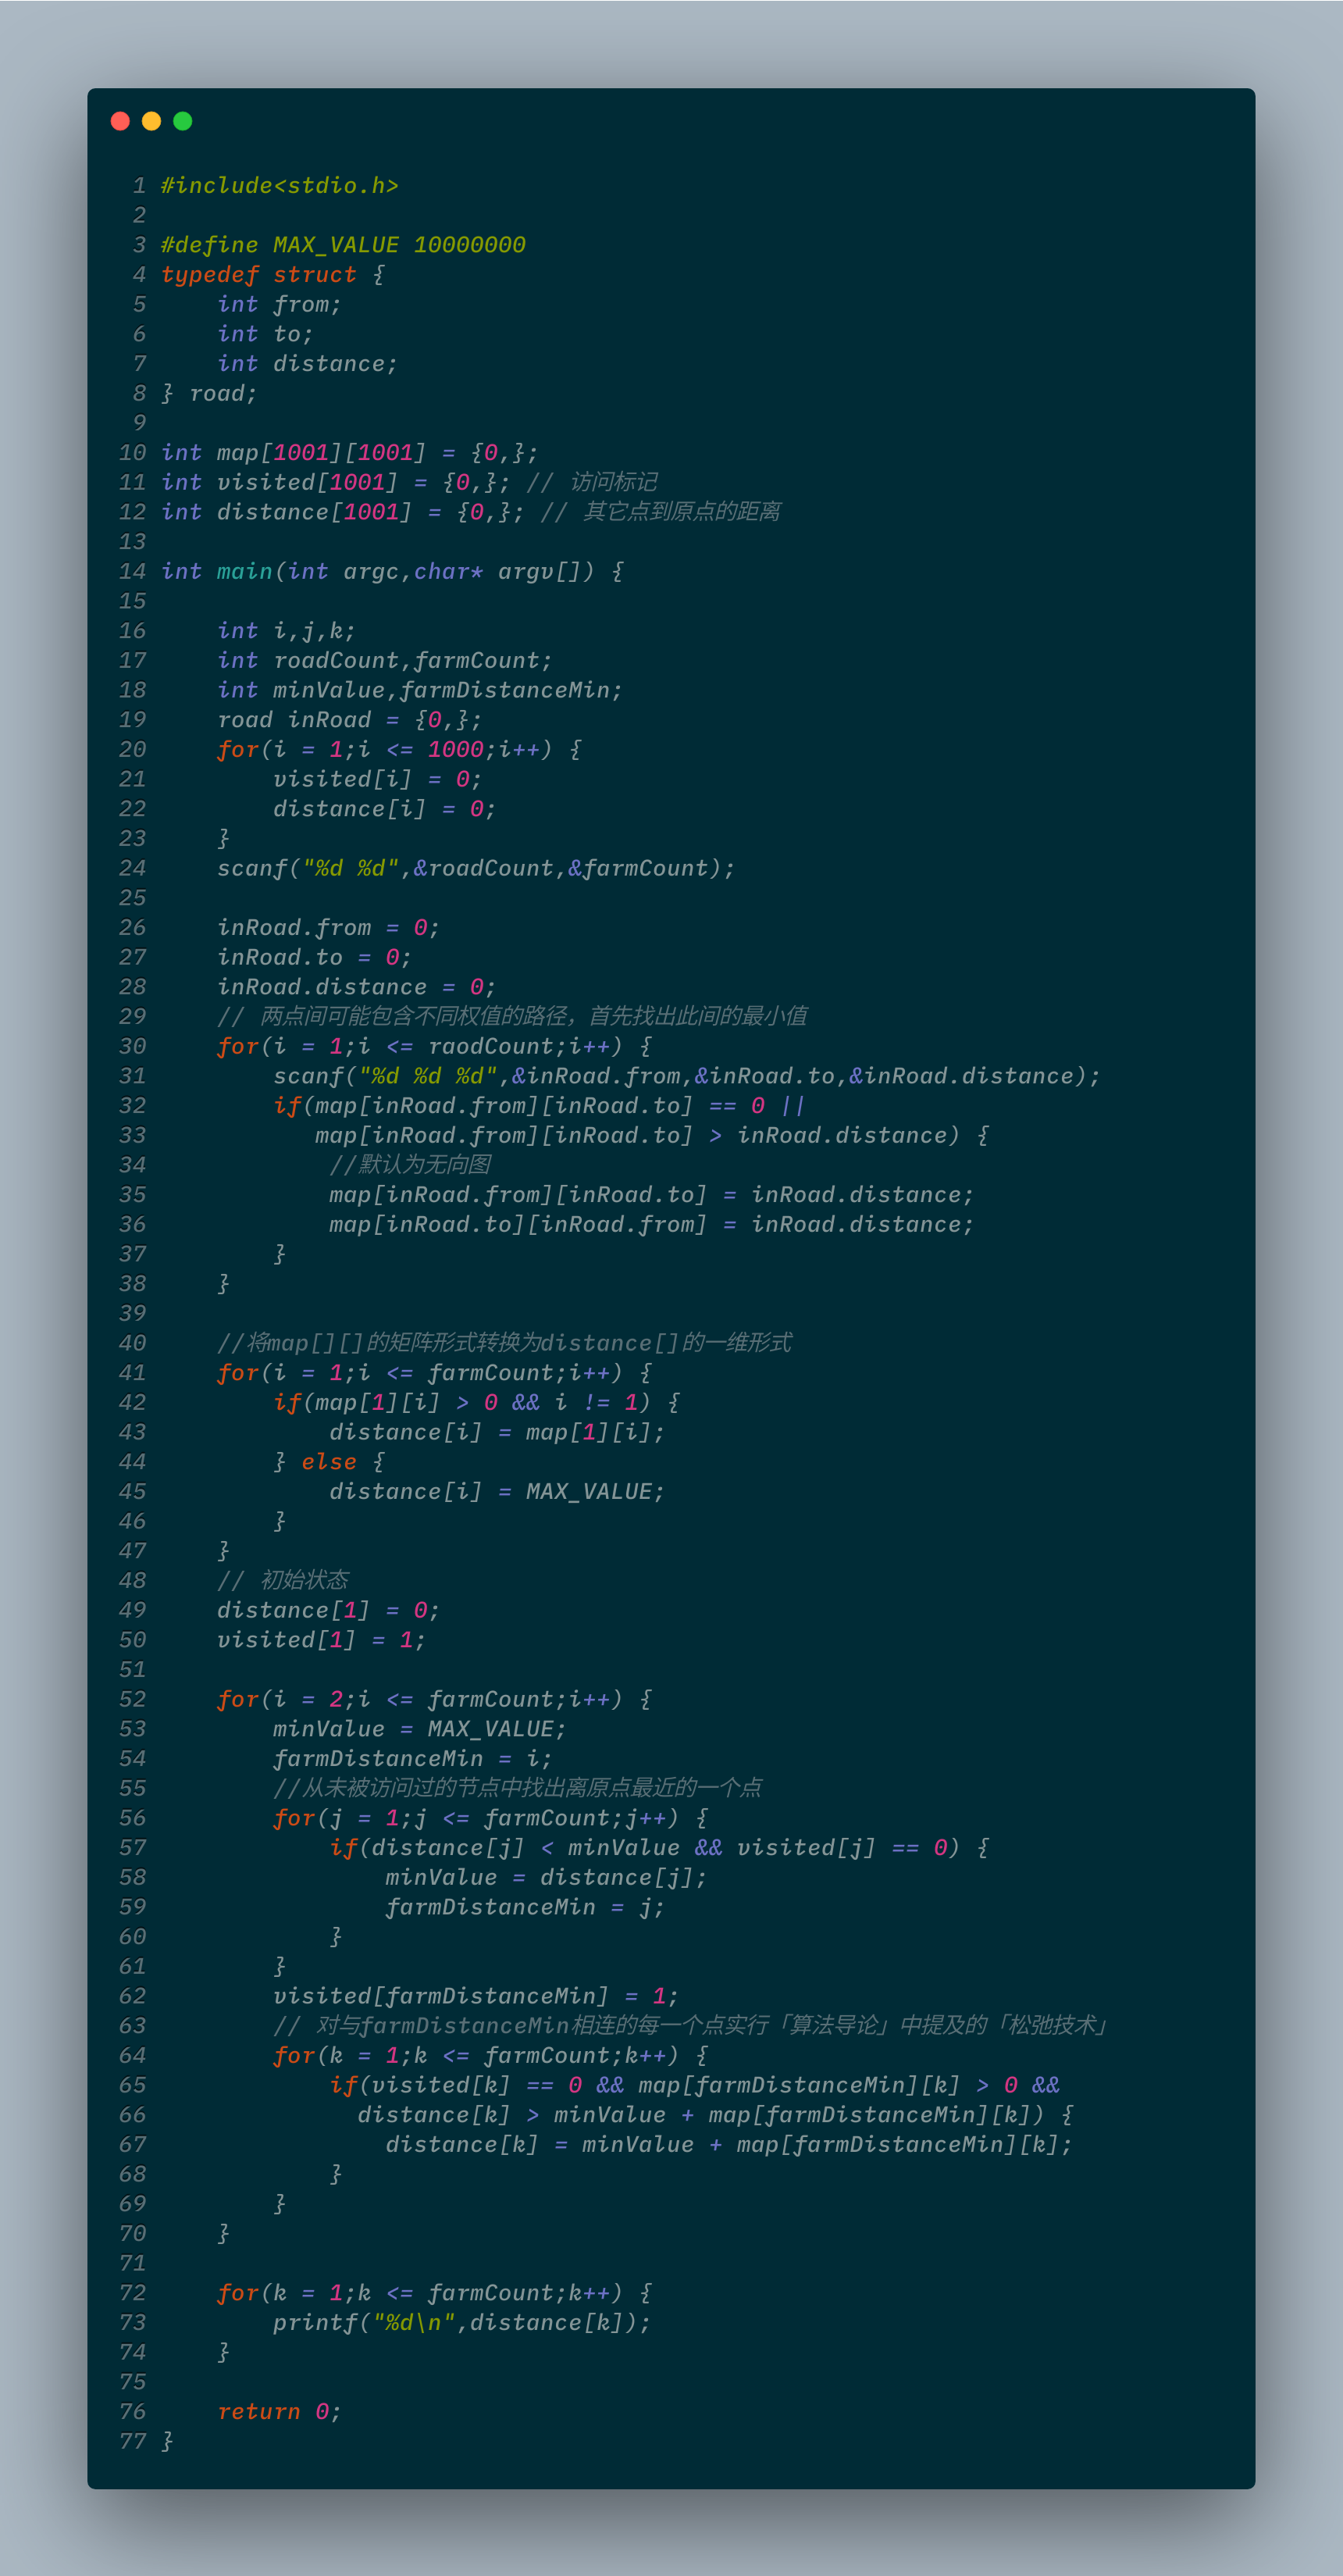 1 #include<stdio.h>
2
3 #define MAX_VALUE 10000000
4 typedef struct {
5     int from;
6     int to;
7     int distance;
8 } road;
9
10 int map[1001][1001] = {0,};
11 int visited[1001] = {0,}; // 访问标记
12 int distance[1001] = {0,}; // 其它点到原点的距离
13
14 int main(int argc,char* argv[]) {
15
16     int i,j,k;
17     int roadCount,farmCount;
18     int minValue,farmDistanceMin;
19     road inRoad = {0,};
20     for(i = 1;i <= 1000;i++) {
21         visited[i] = 0;
22         distance[i] = 0;
23     }
24     scanf("%d %d",&roadCount,&farmCount);
25
26     inRoad.from = 0;
27     inRoad.to = 0;
28     inRoad.distance = 0;
29     // 两点间可能包含不同权值的路径，首先找出此间的最小值
30     for(i = 1;i <= raodCount;i++) {
31         scanf("%d %d %d",&inRoad.from,&inRoad.to,&inRoad.distance);
32         if(map[inRoad.from][inRoad.to] == 0 ||
33            map[inRoad.from][inRoad.to] > inRoad.distance) {
34             //默认为无向图
35             map[inRoad.from][inRoad.to] = inRoad.distance;
36             map[inRoad.to][inRoad.from] = inRoad.distance;
37         }
38     }
39
40     //将map[][]的矩阵形式转换为distance[]的一维形式
41     for(i = 1;i <= farmCount;i++) {
42         if(map[1][i] > 0 && i != 1) {
43             distance[i] = map[1][i];
44         } else {
45             distance[i] = MAX_VALUE;
46         }
47     }
48     // 初始状态
49     distance[1] = 0;
50     visited[1] = 1;
51
52     for(i = 2;i <= farmCount;i++) {
53         minValue = MAX_VALUE;
54         farmDistanceMin = i;
55         //从未被访问过的节点中找出离原点最近的一个点
56         for(j = 1;j <= farmCount;j++) {
57             if(distance[j] < minValue && visited[j] == 0) {
58                 minValue = distance[j];
59                 farmDistanceMin = j;
60             }
61         }
62         visited[farmDistanceMin] = 1;
63         // 对与farmDistanceMin相连的每一个点实行「算法导论」中提及的「松弛技术」
64         for(k = 1;k <= farmCount;k++) {
65             if(visited[k] == 0 && map[farmDistanceMin][k] > 0 &&
66               distance[k] > minValue + map[farmDistanceMin][k]) {
67                 distance[k] = minValue + map[farmDistanceMin][k];
68             }
69         }
70     }
71
72     for(k = 1;k <= farmCount;k++) {
73         printf("%d\n",distance[k]);
74     }
75
76     return 0;
77 }